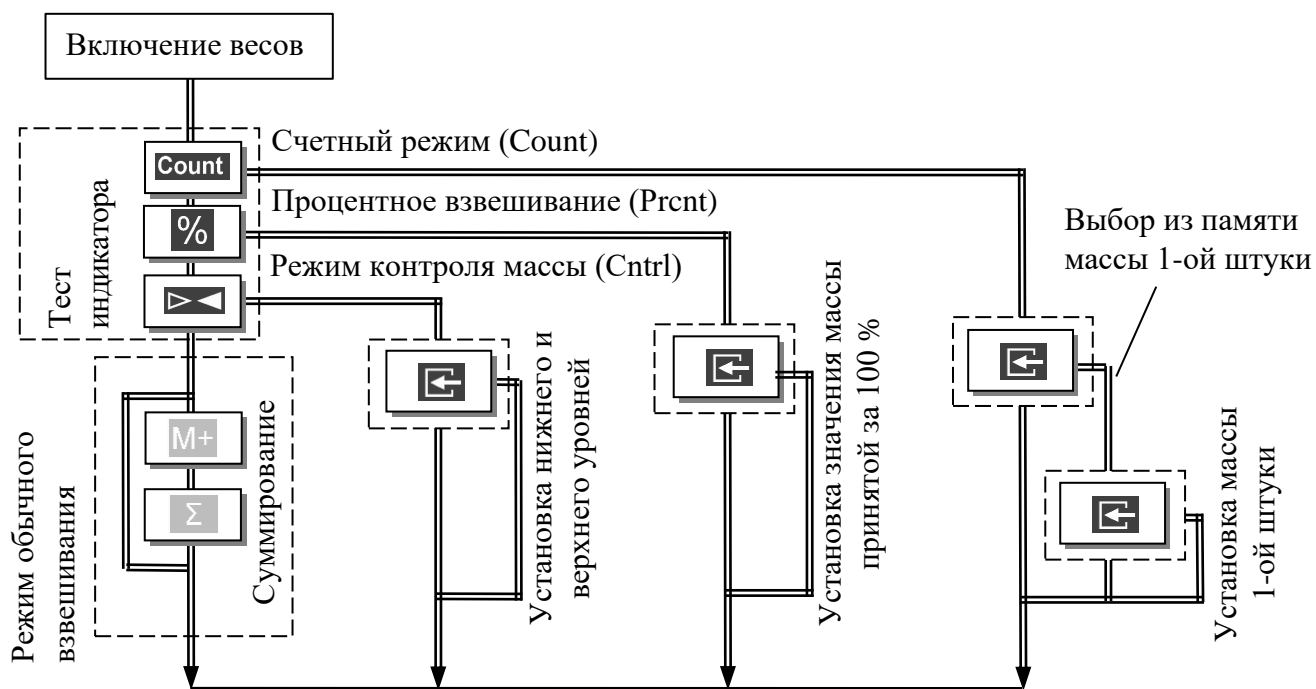 Включение весов
Счетный режим (Count)
Count
Процентное взвешивание (Prcnt)
%
Режим контроля массы (Cntrl)
Тест
индикатора
Выбор из памяти
массы 1-ой штуки
M+
Σ
Режим обычного
взвешивания
Суммирование
Установка нижнего и
верхнего уровней
Установка значения массы
принятой за 100 %
Установка массы
1-ой штуки